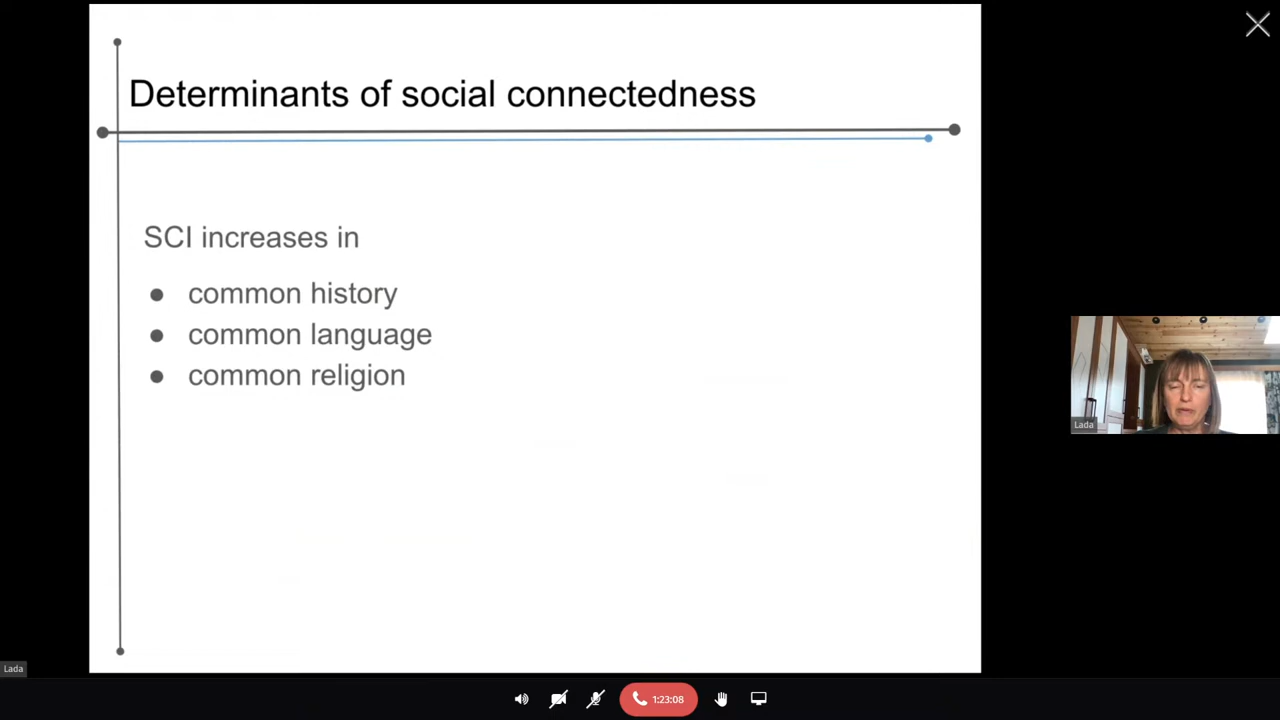 Determinants of social connectedness
SCI increases in
● common history
● common language
● common religion
Lada
Lada
1:23:08